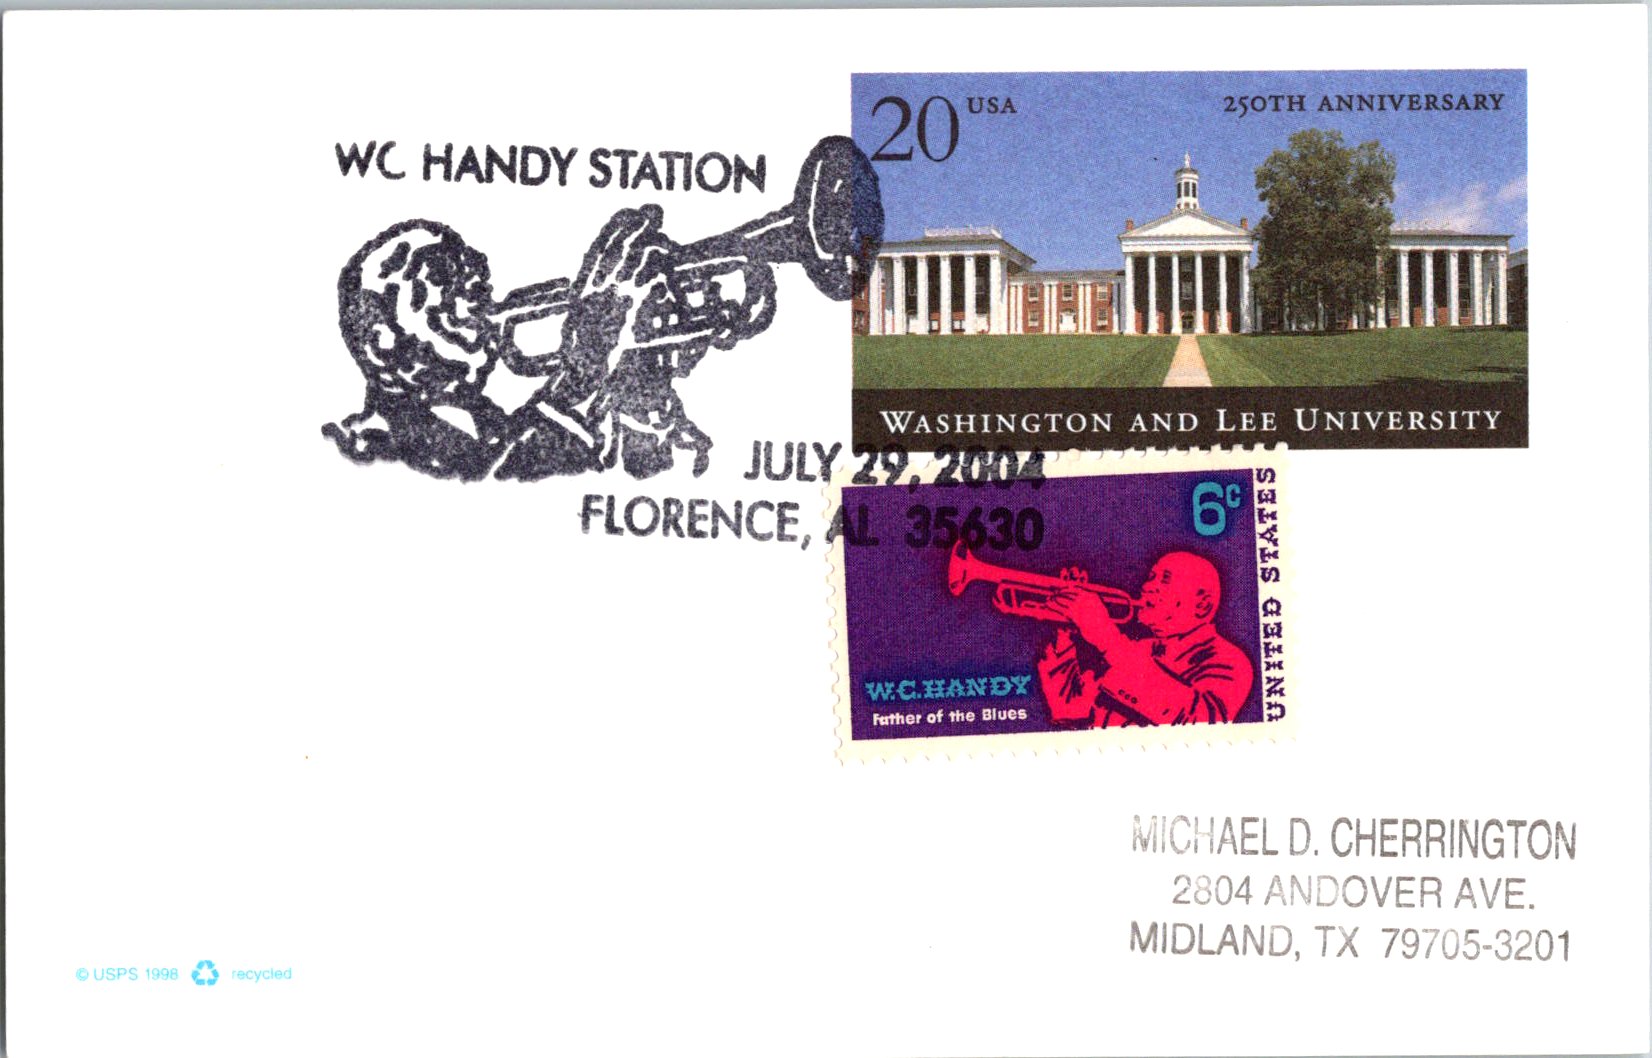 WC HANDY STATION
20 USA
250TH ANNIVERSARY
WASHINGTON AND LEE UNIVERSITY
JULY 29, 2004
FLORENCE, AL 35630
6c
UNITED STATES
W.C.HANDY
Father of the Blues
MICHAEL D. CHERRINGTON
2804 ANDOVER AVE.
MIDLAND, TX 79705-3201
© USPS 1998 recycled